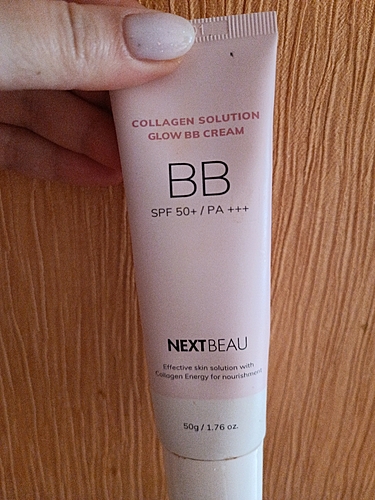 COLLAGEN SOLUTION
GLOW BB CREAM
BB
SPF 50+ / PA +++
NEXTBEAU
Effective skin solution with
Collagen Energy for nourishment
50g / 1.76 oz.